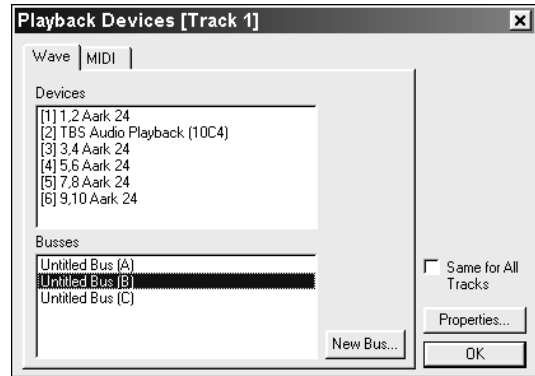 Playback Devices [Track 1]
Wave
MIDI
Devices
[1] 1,2 Aark 24
[2] TBS Audio Playback (10C4)
[3] 3,4 Aark 24
[4] 5,6 Aark 24
[5] 7,8 Aark 24
[6] 9,10 Aark 24
Busses
Untitled Bus (A)
Untitled Bus (B)
Untitled Bus (C)
New Bus...
Same for All
Tracks
Properties...
OK